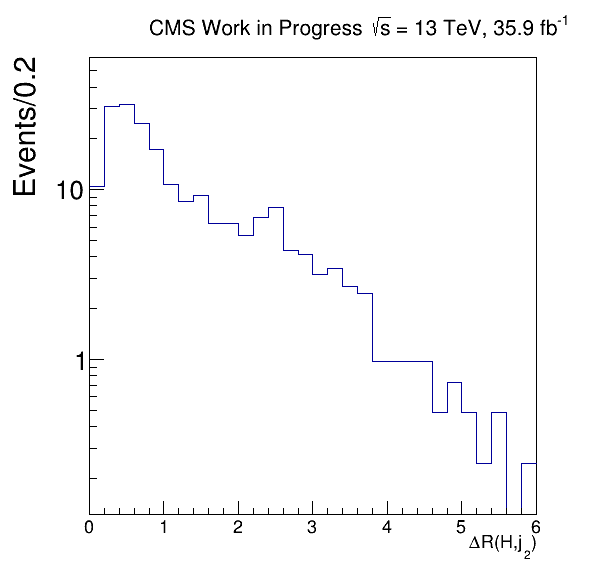 CMS Work in Progress √s = 13 TeV, 35.9 fb⁻¹
Events/0.2
10
1
0 1 2 3 4 5 6
ΔR(H,j₂)